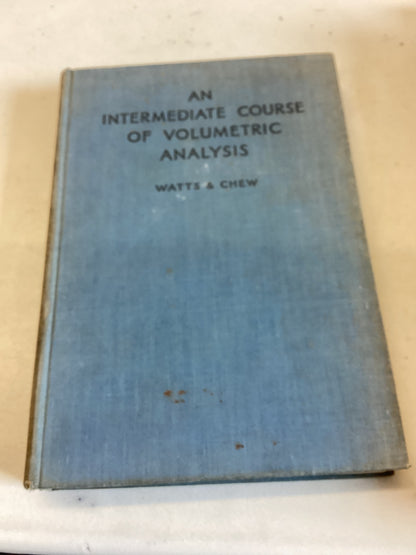 AN
INTERMEDIATE COURSE
OF VOLUMETRIC
ANALYSIS
WATTS & CHEW